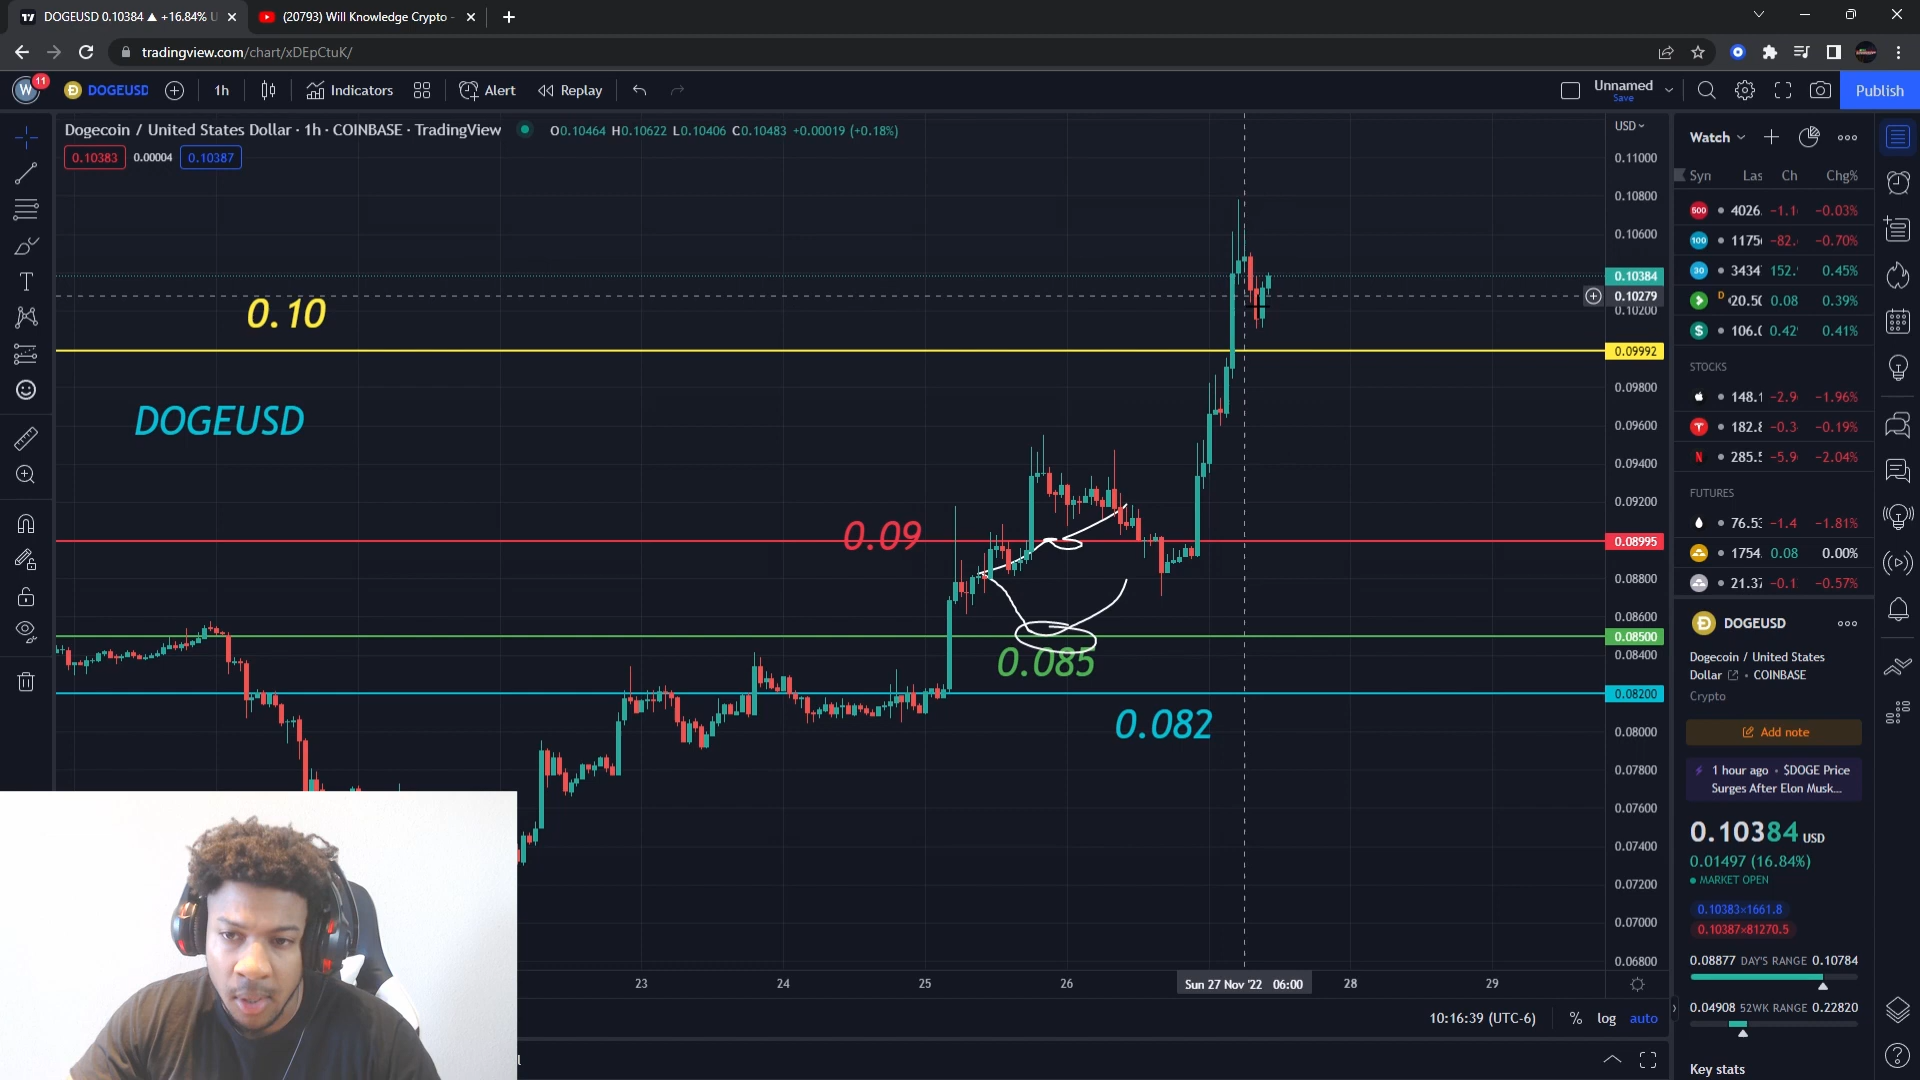 DOGEUSD 0.10384 ▲ +16.84% U
(20793) Will Knowledge Crypto -
tradingview.com/chart/xDEpCtuK/
W 11
DOGEUSD 1h Indicators Alert Replay
Unnamed
Save
Publish
Dogecoin / United States Dollar · 1h · COINBASE · TradingView
O0.10464 H0.10622 L0.10406 C0.10483 +0.00019 (+0.18%)
0.10383 0.00004 0.10387
0.10
DOGEUSD
0.09
0.085
0.082
USD
0.11000
0.10800
0.10600
0.10384
0.10279
0.10200
0.09992
0.09800
0.09600
0.09400
0.09200
0.08995
0.08800
0.08600
0.08500
0.08400
0.08200
0.08000
0.07800
0.07600
0.07400
0.07200
0.07000
0.06800
23 24 25 26 Sun 27 Nov '22 06:00 28 29
10:16:39 (UTC-6) % log auto
Watch
Syn Las Ch Chg%
500 4026. -1.1 -0.03%
100 1175 -82. -0.70%
30 3434 152. 0.45%
D 20.50 0.08 0.39%
$ 106.0 0.42 0.41%
STOCKS
148.1 -2.9 -1.96%
T 182.8 -0.3 -0.19%
N 285.5 -5.9 -2.04%
FUTURES
76.53 -1.4 -1.81%
1754. 0.08 0.00%
21.37 -0.1 -0.57%
DOGEUSD
Dogecoin / United States
Dollar • COINBASE
Crypto
Add note
1 hour ago • $DOGE Price
Surges After Elon Musk...
0.10384 USD
0.01497 (16.84%)
MARKET OPEN
0.10383×1661.8
0.10387×81270.5
0.08877 DAY'S RANGE 0.10784
0.04908 52WK RANGE 0.22820
Key stats